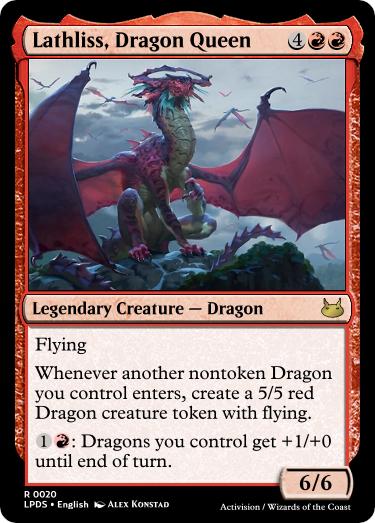 Lathliss, Dragon Queen 4
Legendary Creature — Dragon
Flying
Whenever another nontoken Dragon
you control enters, create a 5/5 red
Dragon creature token with flying.
1 : Dragons you control get +1/+0
until end of turn.
6/6
R 0020
LPDS • English ALEX KONSTAD
Activision / Wizards of the Coast